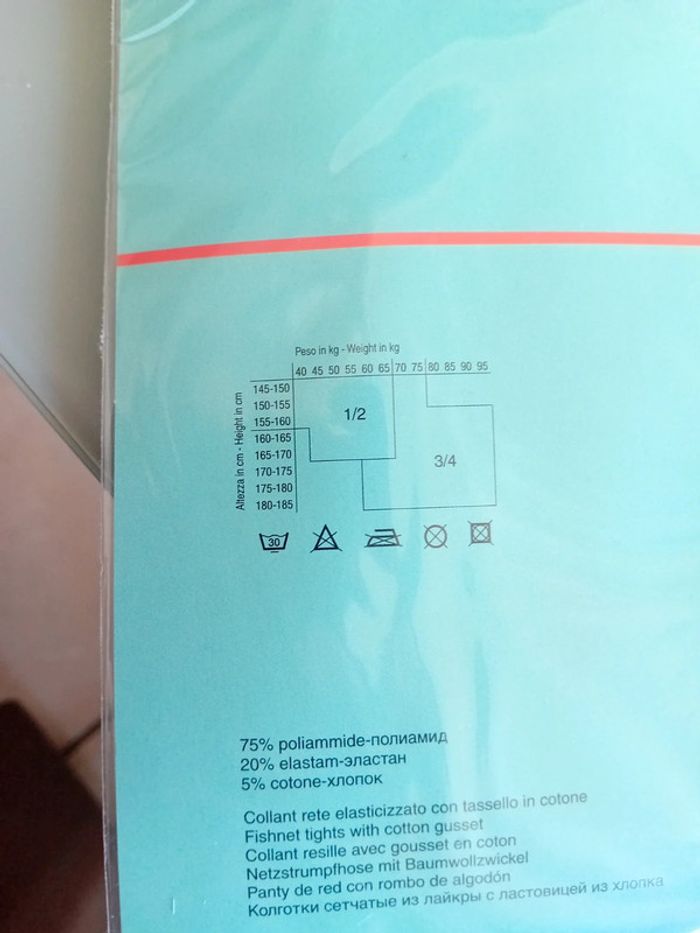 Peso in kg - Weight in kg
40 45 50 55 60 65 70 75 80 85 90 95
Altezza in cm - Height in cm
145-150
150-155
155-160
160-165
165-170
170-175
175-180
180-185
1/2
3/4
30
75% poliammide-полиамид
20% elastam-эластан
5% cotone-хлопок
Collant rete elasticizzato con tassello in cotone
Fishnet tights with cotton gusset
Collant resille avec gousset en coton
Netzstrumpfhose mit Baumwollzwickel
Panty de red con rombo de algodón
Колготки сетчатые из лайкры с ластовицей из хлопка